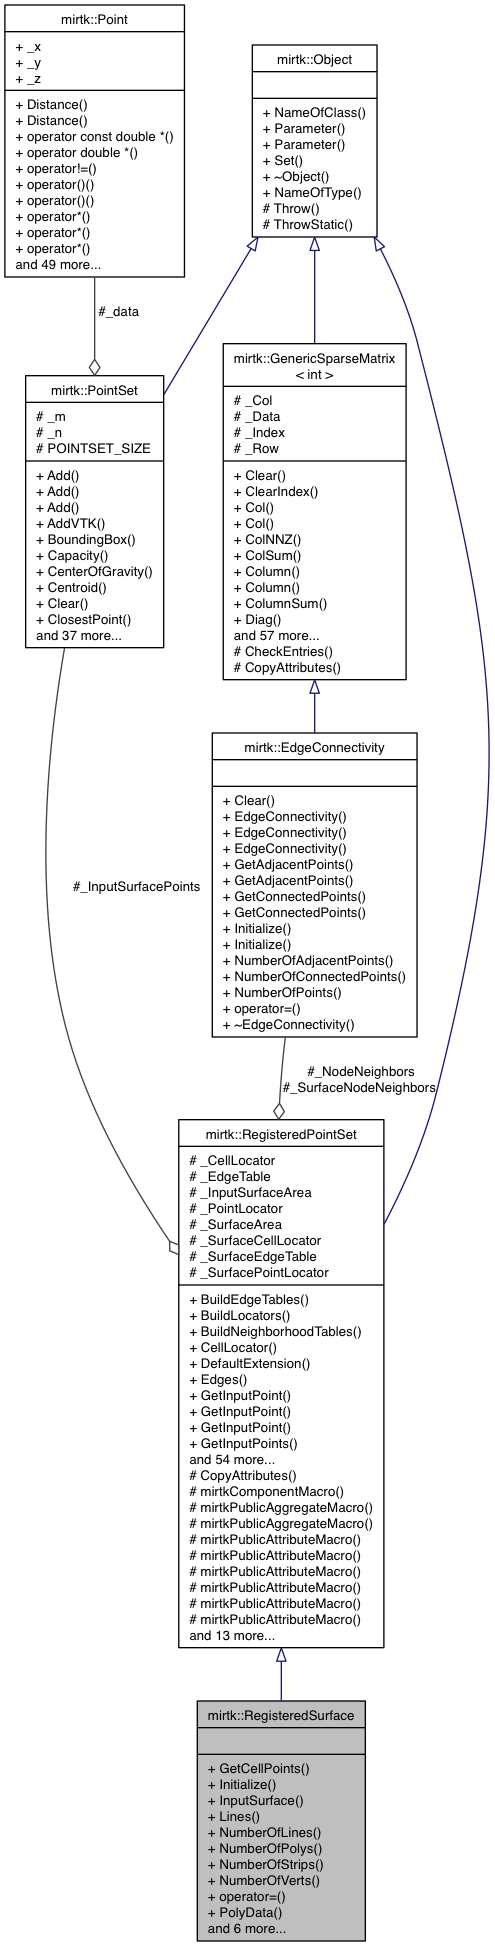 mirtk::Point
+ _x
+ _y
+ _z
+ Distance()
+ Distance()
+ operator const double *()
+ operator double *()
+ operator!=()
+ operator()()
+ operator()()
+ operator*()
+ operator*()
+ operator*()
and 49 more...
mirtk::Object
+ NameOfClass()
+ Parameter()
+ Parameter()
+ Set()
+ ~Object()
+ NameOfType()
# Throw()
# ThrowStatic()
#_data
mirtk::PointSet
# _m
# _n
# POINTSET_SIZE
+ Add()
+ Add()
+ Add()
+ AddVTK()
+ BoundingBox()
+ Capacity()
+ CenterOfGravity()
+ Centroid()
+ Clear()
+ ClosestPoint()
and 37 more...
mirtk::GenericSparseMatrix
< int >
# _Col
# _Data
# _Index
# _Row
+ Clear()
+ ClearIndex()
+ Col()
+ Col()
+ ColNNZ()
+ ColSum()
+ Column()
+ Column()
+ ColumnSum()
+ Diag()
and 57 more...
# CheckEntries()
# CopyAttributes()
mirtk::EdgeConnectivity
+ Clear()
+ EdgeConnectivity()
+ EdgeConnectivity()
+ EdgeConnectivity()
+ GetAdjacentPoints()
+ GetAdjacentPoints()
+ GetConnectedPoints()
+ GetConnectedPoints()
+ Initialize()
+ Initialize()
+ NumberOfAdjacentPoints()
+ NumberOfConnectedPoints()
+ NumberOfPoints()
+ operator=()
+ ~EdgeConnectivity()
#_InputSurfacePoints
#_NodeNeighbors
#_SurfaceNodeNeighbors
mirtk::RegisteredPointSet
# _CellLocator
# _EdgeTable
# _InputSurfaceArea
# _PointLocator
# _SurfaceArea
# _SurfaceCellLocator
# _SurfaceEdgeTable
# _SurfacePointLocator
+ BuildEdgeTables()
+ BuildLocators()
+ BuildNeighborhoodTables()
+ CellLocator()
+ DefaultExtension()
+ Edges()
+ GetInputPoint()
+ GetInputPoint()
+ GetInputPoint()
+ GetInputPoints()
and 54 more...
# CopyAttributes()
# mirtkComponentMacro()
# mirtkPublicAggregateMacro()
# mirtkPublicAggregateMacro()
# mirtkPublicAttributeMacro()
# mirtkPublicAttributeMacro()
# mirtkPublicAttributeMacro()
# mirtkPublicAttributeMacro()
# mirtkPublicAttributeMacro()
# mirtkPublicAttributeMacro()
and 13 more...
mirtk::RegisteredSurface
+ GetCellPoints()
+ Initialize()
+ InputSurface()
+ Lines()
+ NumberOfLines()
+ NumberOfPolys()
+ NumberOfStrips()
+ NumberOfVerts()
+ operator=()
+ PolyData()
and 6 more...